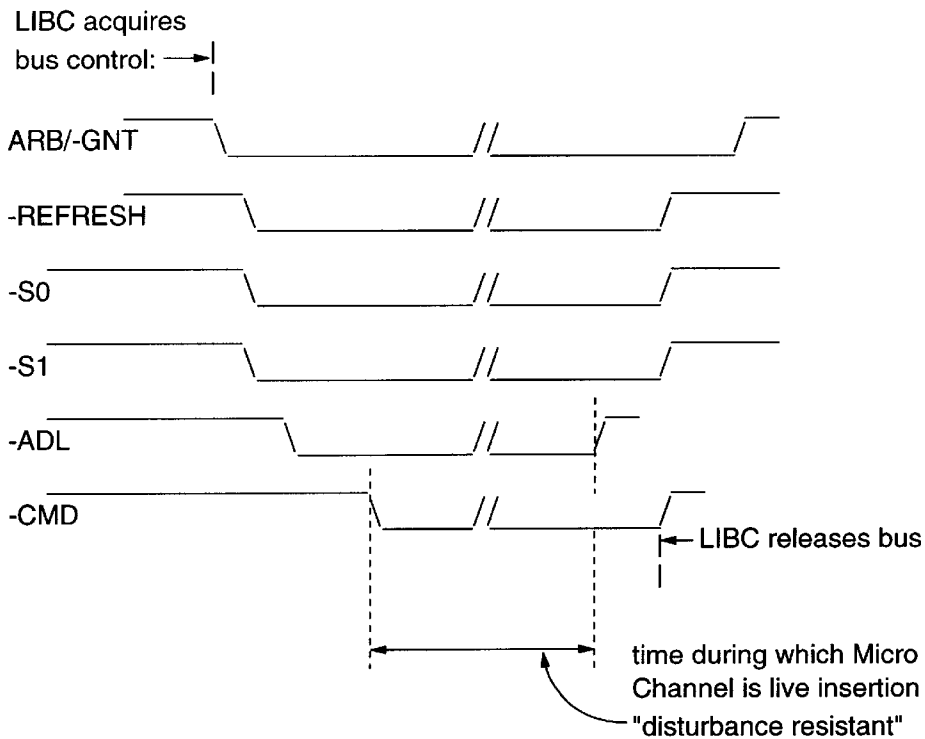 LIBC acquires
bus control:
ARB/-GNT
-REFRESH
-S0
-S1
-ADL
-CMD
LIBC releases bus
time during which Micro
Channel is live insertion
"disturbance resistant"